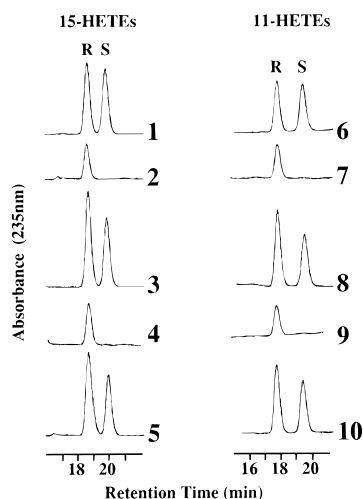 15-HETEs 11-HETEs
R S R S
1 6
2 7
3 8
4 9
5 10
Absorbance (235nm)
18 20 16 18 20
Retention Time (min)